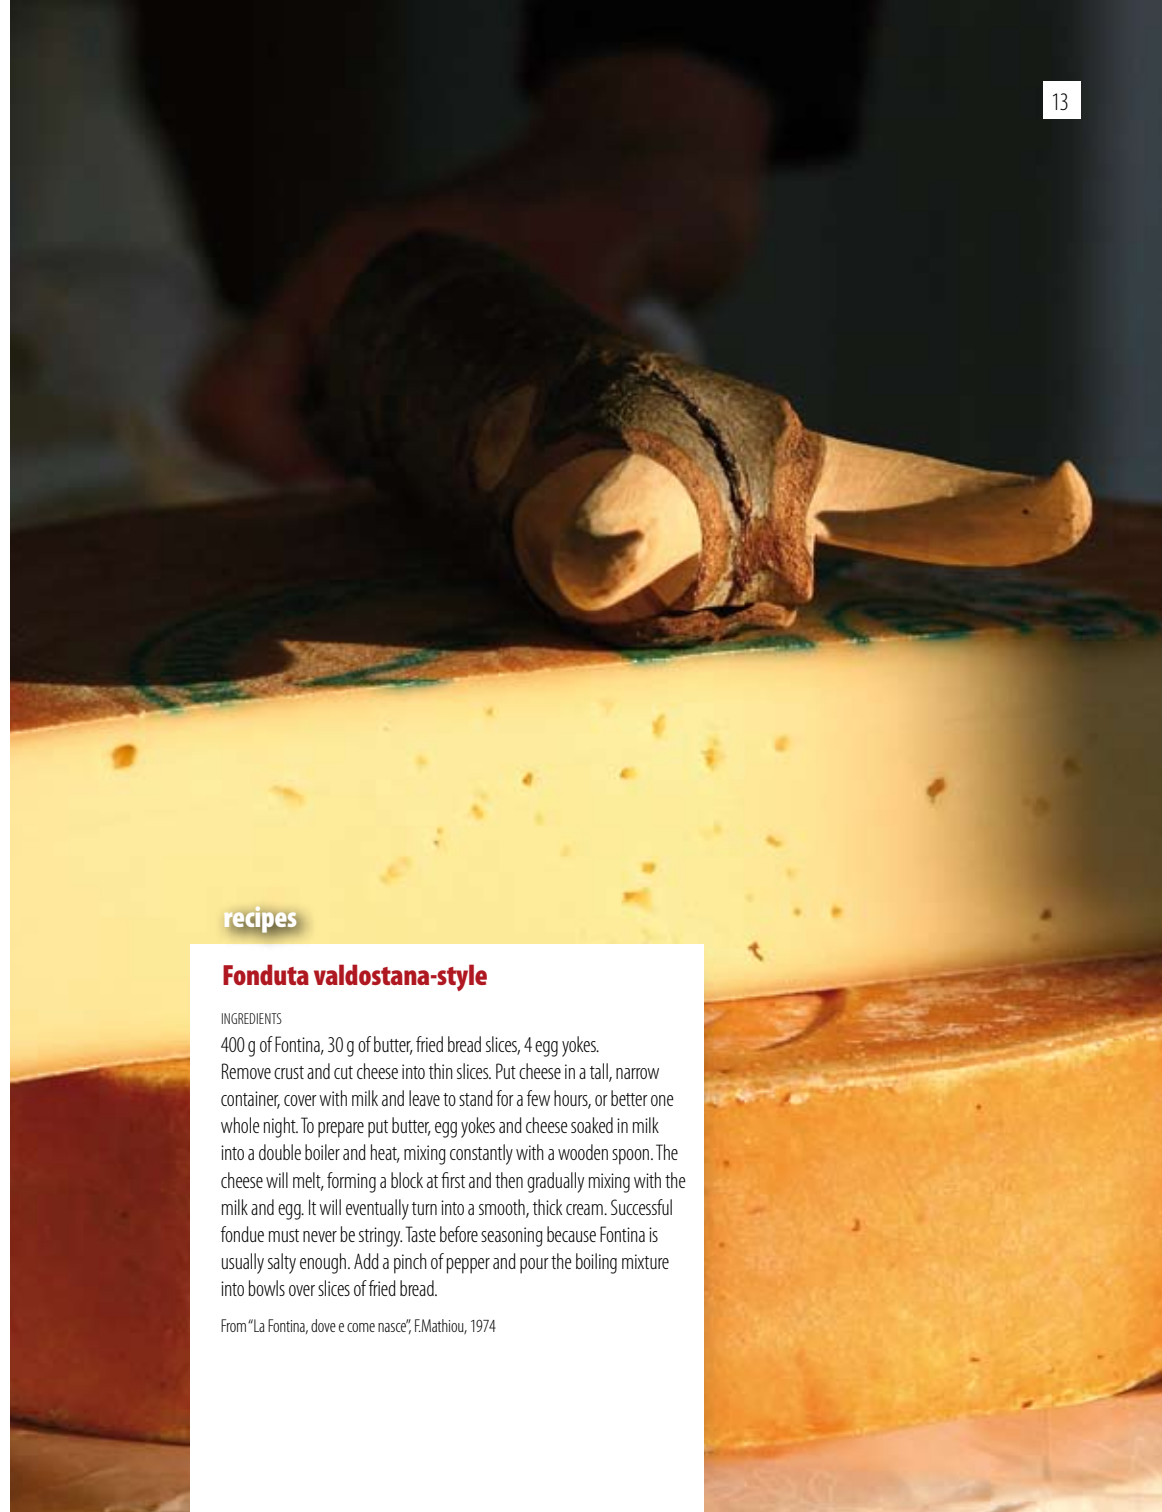 13
recipes
Fonduta valdostana-style
INGREDIENTS
400 g of Fontina, 30 g of butter, fried bread slices, 4 egg yokes.
Remove crust and cut cheese into thin slices. Put cheese in a tall, narrow
container, cover with milk and leave to stand for a few hours, or better one
whole night. To prepare put butter, egg yokes and cheese soaked in milk
into a double boiler and heat, mixing constantly with a wooden spoon. The
cheese will melt, forming a block at first and then gradually mixing with the
milk and egg. It will eventually turn into a smooth, thick cream. Successful
fondue must never be stringy. Taste before seasoning because Fontina is
usually salty enough. Add a pinch of pepper and pour the boiling mixture
into bowls over slices of fried bread.
From “La Fontina, dove e come nasce”, F.Mathiou, 1974